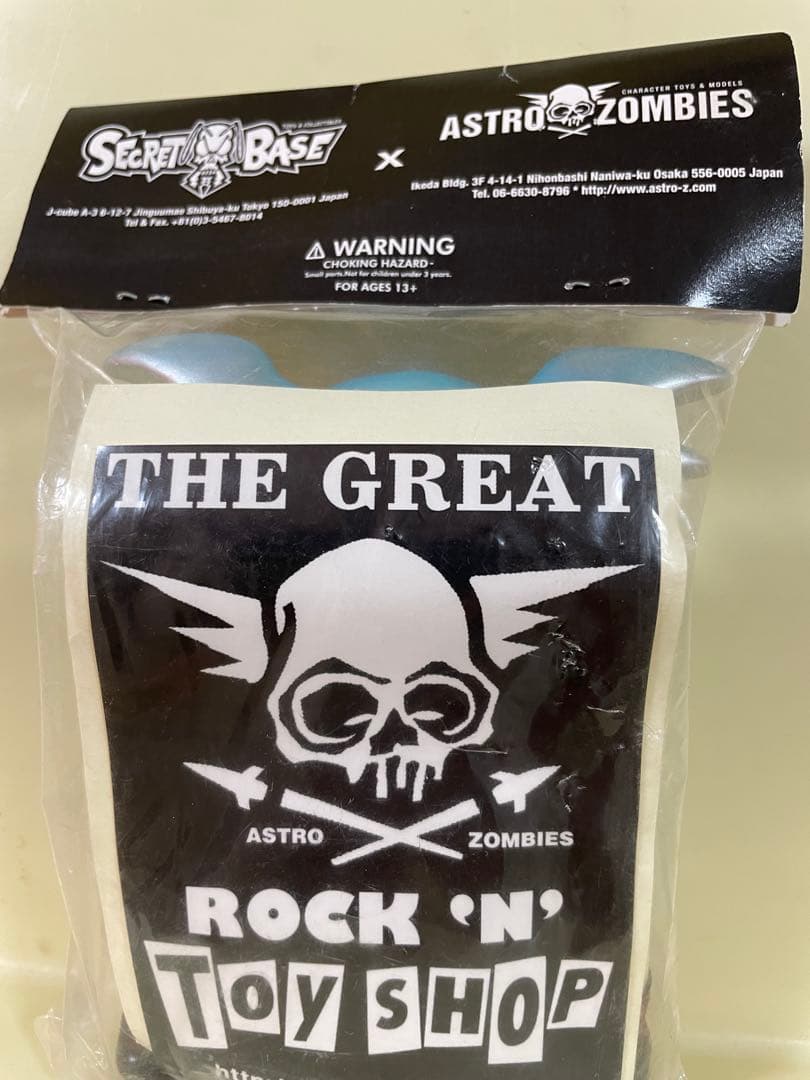 TOYS & COLLECTIBLES
SECRET BASE
J-cube A-3 6-12-7 Jinguumae Shibuya-ku Tokyo 150-0001 Japan
Tel & Fax. +81(0)3-5467-8014
X
CHARACTER TOYS & MODELS
ASTRO ZOMBIES
Ikeda Bldg. 3F 4-14-1 Nihonbashi Naniwa-ku Osaka 556-0005 Japan
Tel. 06-6630-8796 * http://www.astro-z.com
⚠ WARNING
CHOKING HAZARD-
Small parts.Not for children under 3 years.
FOR AGES 13+
THE GREAT
ASTRO ZOMBIES
ROCK 'N'
TOY SHOP